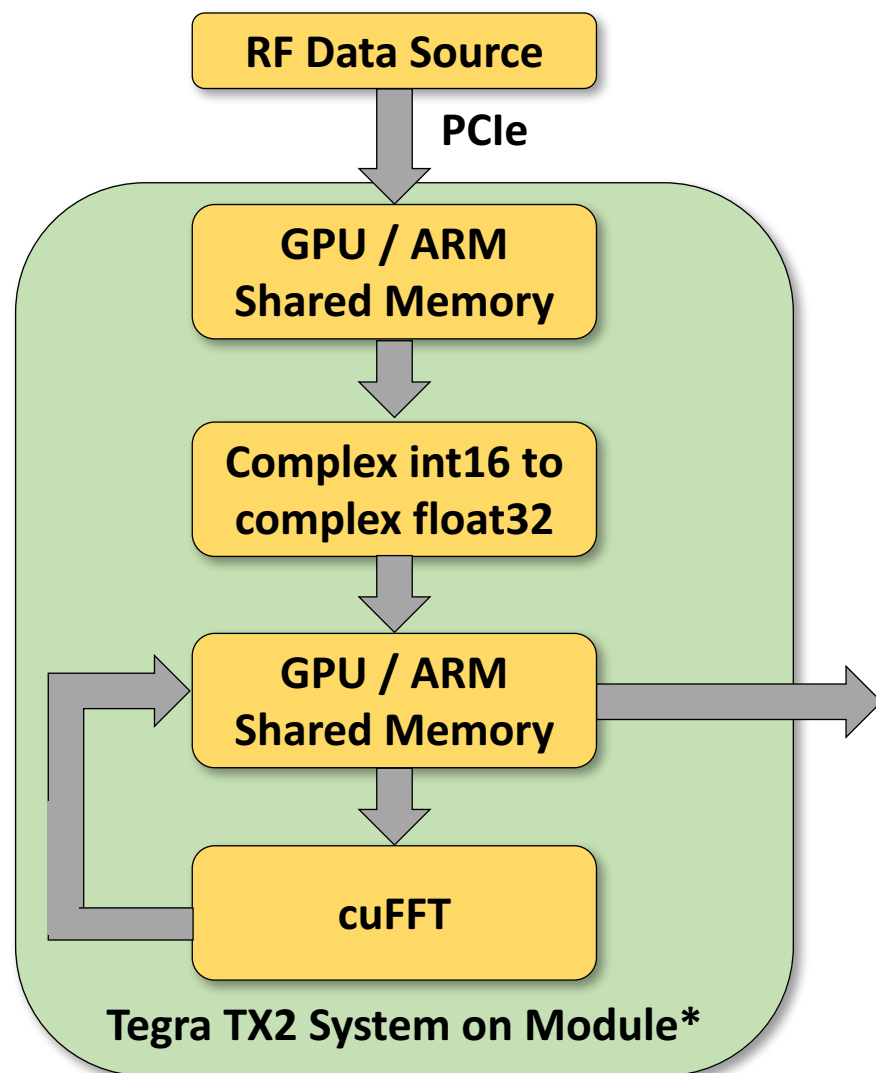 RF Data Source
PCIe
GPU / ARM
Shared Memory
Complex int16 to
complex float32
GPU / ARM
Shared Memory
cuFFT
Tegra TX2 System on Module*